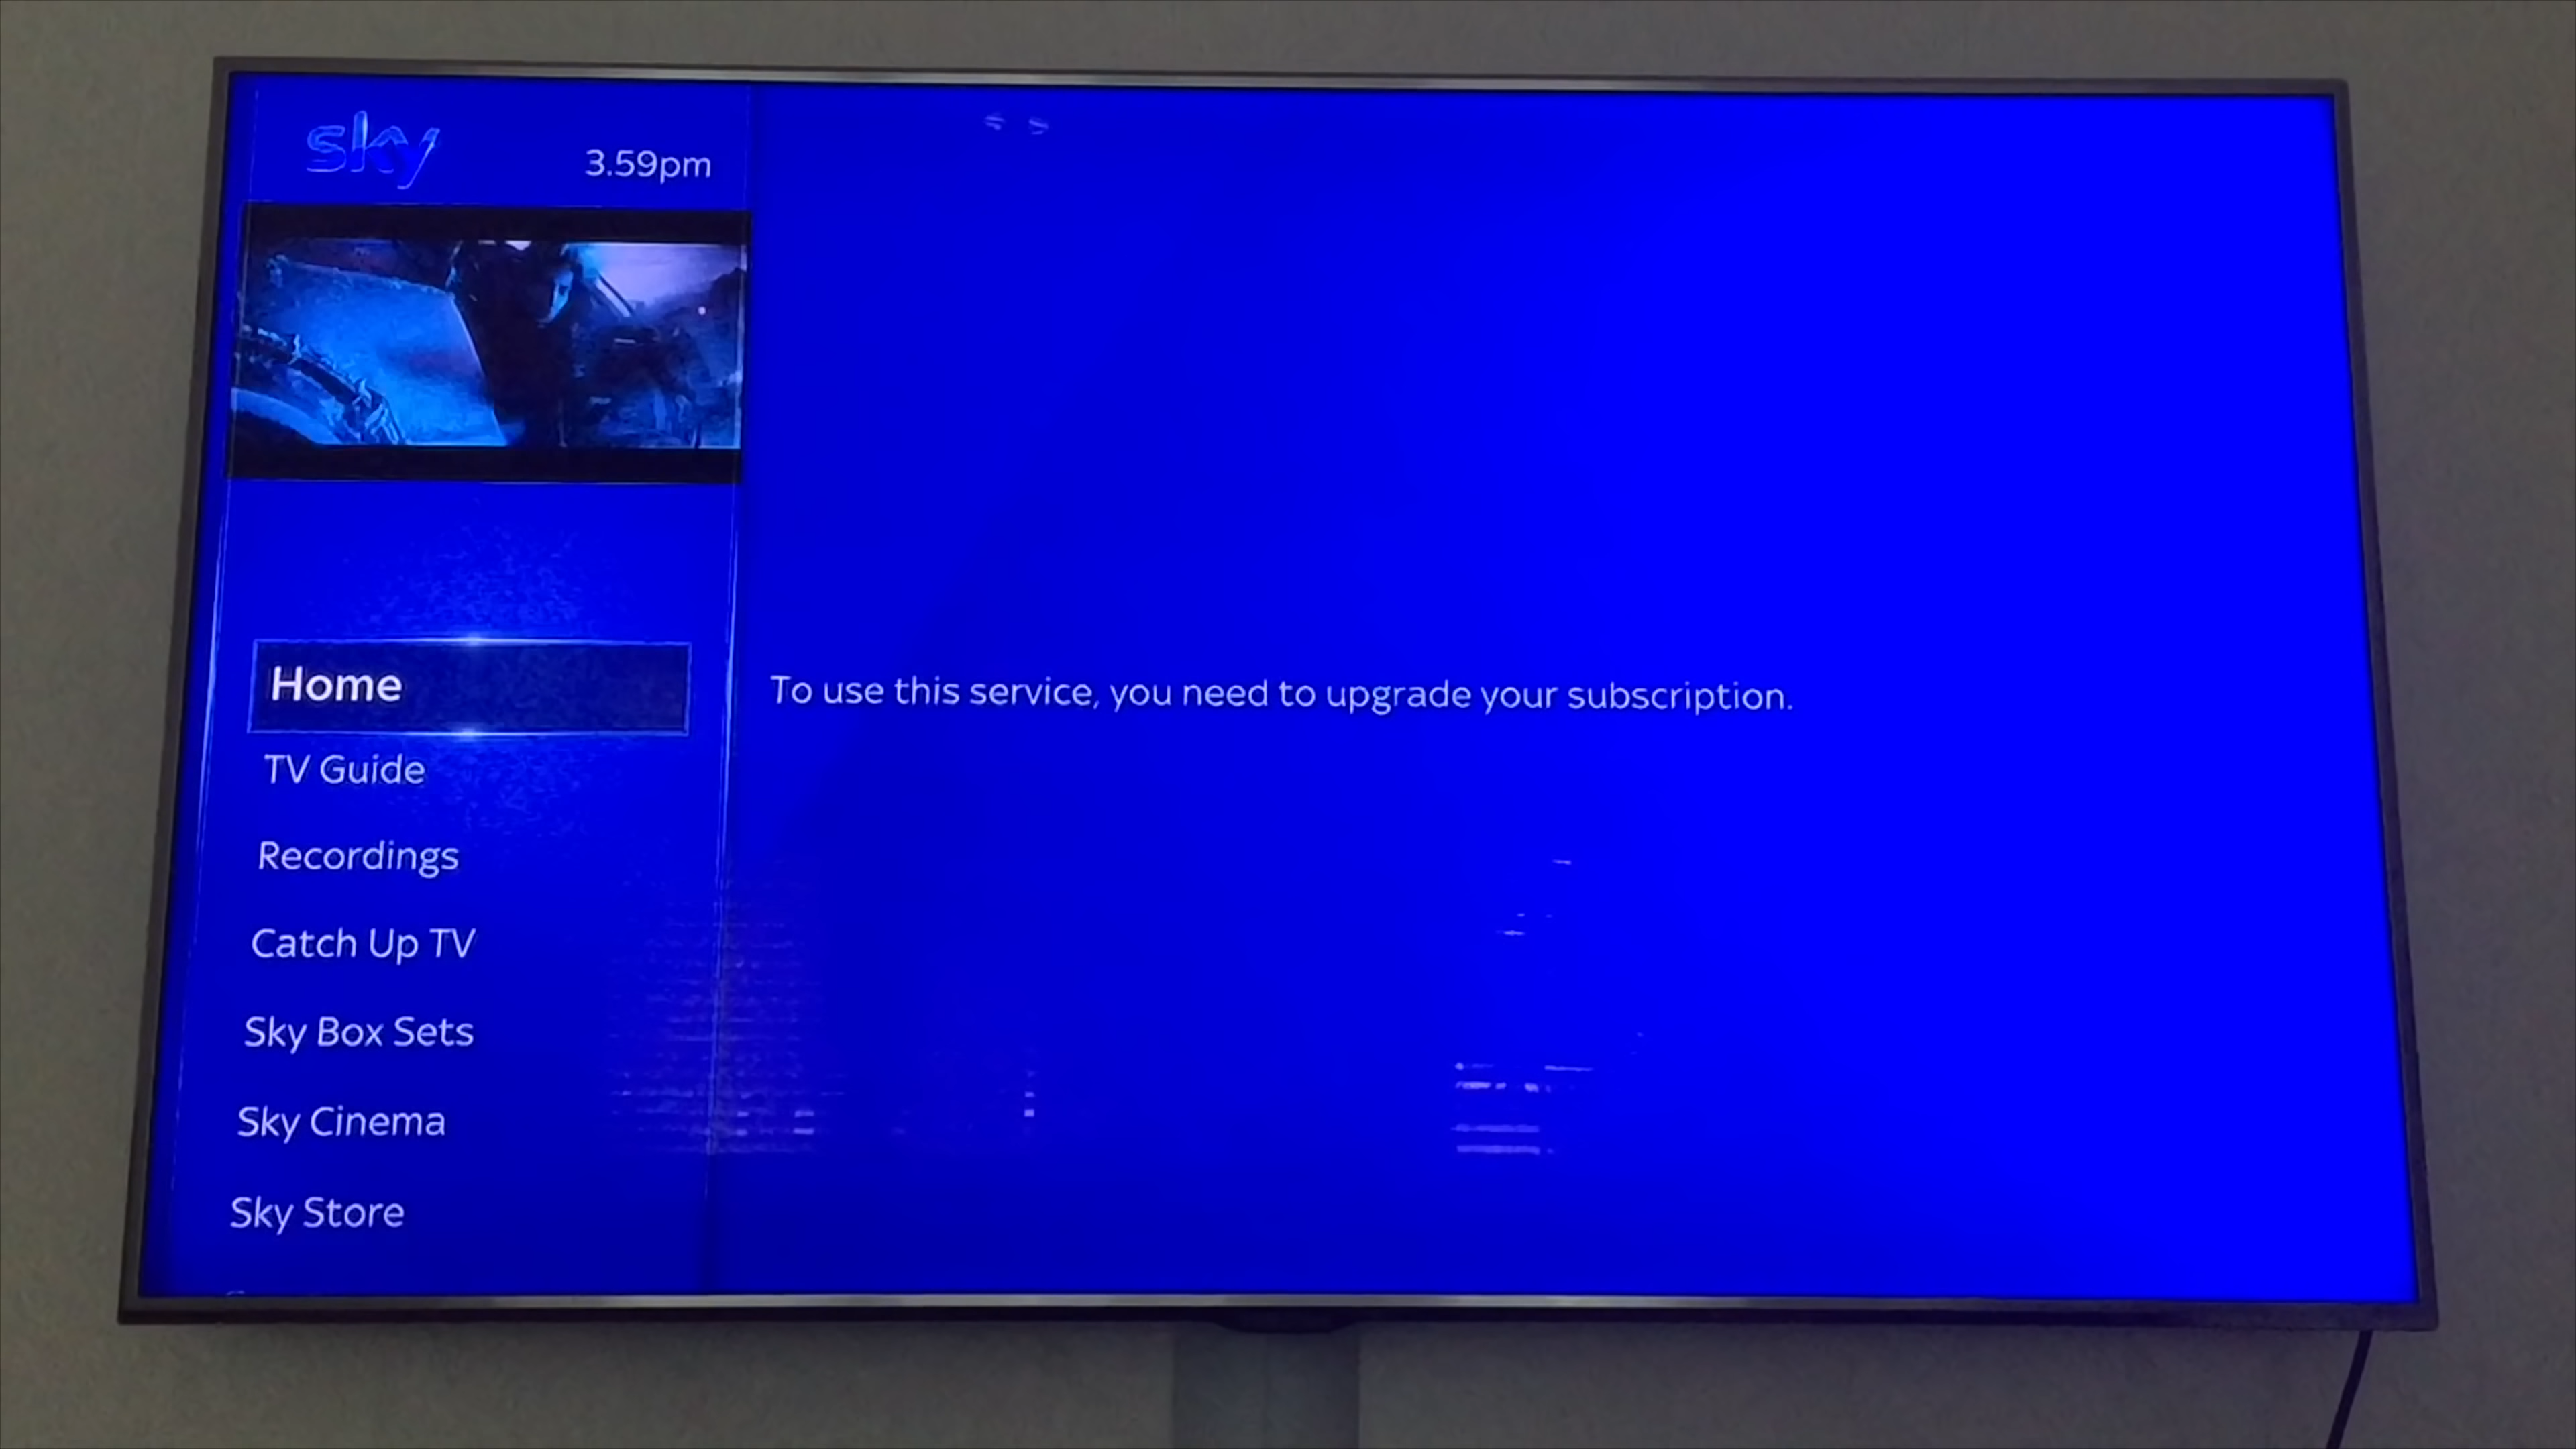 sky
3.59pm
Home
To use this service, you need to upgrade your subscription.
TV Guide
Recordings
Catch Up TV
Sky Box Sets
Sky Cinema
Sky Store